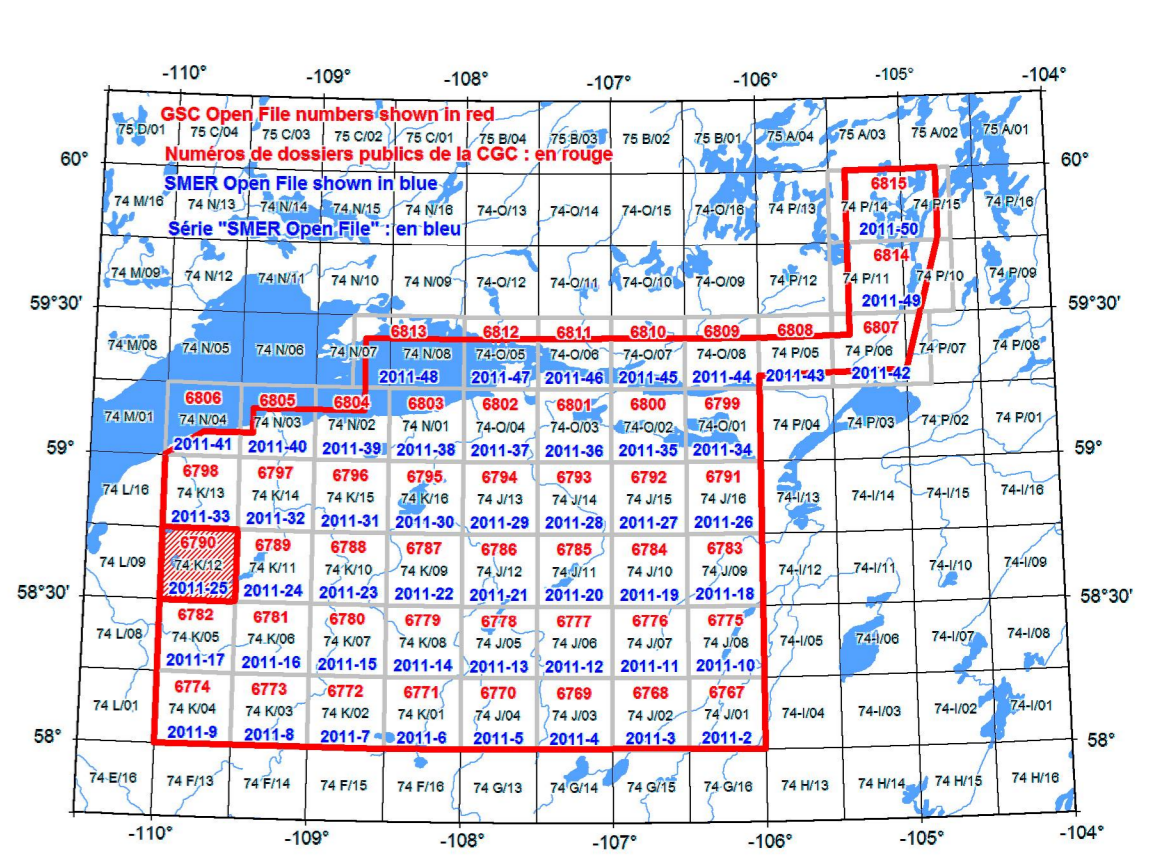 -110° -109° -108° -107° -106° -105° -104°
GSC Open File numbers shown in red
75 D/01 75 C/04 75 C/03 75 C/02 75 C/01 75 B/04 75 B/03 75 B/02 75 B/01 75 A/04 75 A/03 75 A/02 75 A/01
Numéros de dossiers publics de la CGC : en rouge
60° 60°
SMER Open File shown in blue
6815
74 M/16 74 N/13 74 N/14 74 N/15 74 N/16 74-O/13 74-O/14 74-O/15 74-O/16 74 P/13 74 P/14 74 P/15 74 P/16
Série "SMER Open File" : en bleu
2011-50
6814
74 M/09 74 N/12 74 N/11 74 N/10 74 N/09 74-O/12 74-O/11 74-O/10 74-O/09 74 P/12 74 P/11 74 P/10 74 P/09
2011-49
59°30' 59°30'
6813 6812 6811 6810 6809 6808 6807
74 M/08 74 N/05 74 N/06 74 N/07 74 N/08 74-O/05 74-O/06 74-O/07 74-O/08 74 P/05 74 P/06 74 P/07 74 P/08
2011-48 2011-47 2011-46 2011-45 2011-44 2011-43 2011-42
6806 6805 6804 6803 6802 6801 6800 6799
74 M/01 74 N/04 74 N/03 74 N/02 74 N/01 74-O/04 74-O/03 74-O/02 74-O/01 74 P/04 74 P/03 74 P/02 74 P/01
2011-41 2011-40 2011-39 2011-38 2011-37 2011-36 2011-35 2011-34
59° 59°
6798 6797 6796 6795 6794 6793 6792 6791
74 L/16 74 K/13 74 K/14 74 K/15 74 K/16 74 J/13 74 J/14 74 J/15 74 J/16 74-I/13 74-I/14 74-I/15 74-I/16
2011-33 2011-32 2011-31 2011-30 2011-29 2011-28 2011-27 2011-26
6790 6789 6788 6787 6786 6785 6784 6783
74 L/09 74 K/12 74 K/11 74 K/10 74 K/09 74 J/12 74 J/11 74 J/10 74 J/09 74-I/12 74-I/11 74-I/10 74-I/09
2011-25 2011-24 2011-23 2011-22 2011-21 2011-20 2011-19 2011-18
58°30' 58°30'
6782 6781 6780 6779 6778 6777 6776 6775
74 L/08 74 K/05 74 K/06 74 K/07 74 K/08 74 J/05 74 J/06 74 J/07 74 J/08 74-I/05 74-I/06 74-I/07 74-I/08
2011-17 2011-16 2011-15 2011-14 2011-13 2011-12 2011-11 2011-10
6774 6773 6772 6771 6770 6769 6768 6767
74 L/01 74 K/04 74 K/03 74 K/02 74 K/01 74 J/04 74 J/03 74 J/02 74 J/01 74-I/04 74-I/03 74-I/02 74-I/01
2011-9 2011-8 2011-7 2011-6 2011-5 2011-4 2011-3 2011-2
58° 58°
74 E/16 74 F/13 74 F/14 74 F/15 74 F/16 74 G/13 74 G/14 74 G/15 74 G/16 74 H/13 74 H/14 74 H/15 74 H/16
-110° -109° -108° -107° -106° -105° -104°